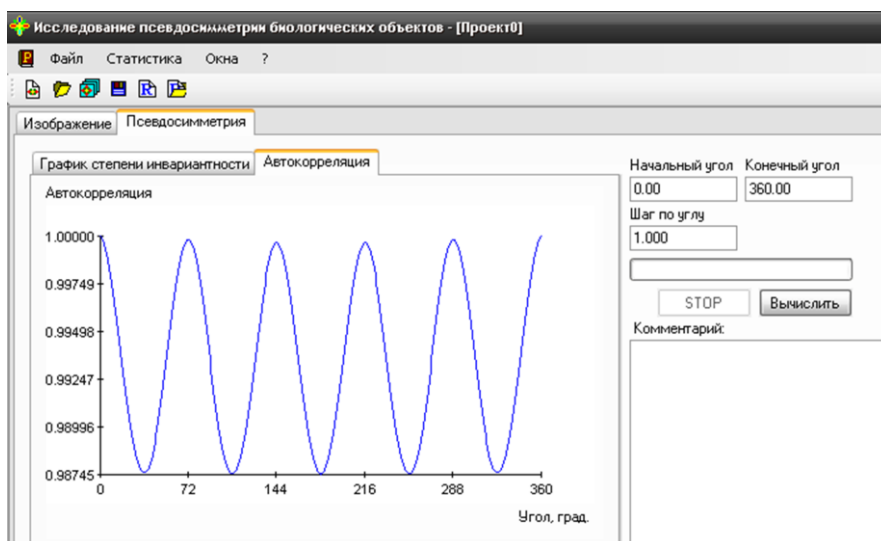 Исследование псевдосимметрии биологических объектов - [Проект0]
Файл Статистика Окна ?
Изображение Псевдосимметрия
График степени инвариантности Автокорреляция
Автокорреляция
1.00000
0.99749
0.99498
0.99247
0.98996
0.98745
0 72 144 216 288 360
Угол, град.
Начальный угол Конечный угол
0.00 360.00
Шаг по углу
1.000
STOP Вычислить
Комментарий: